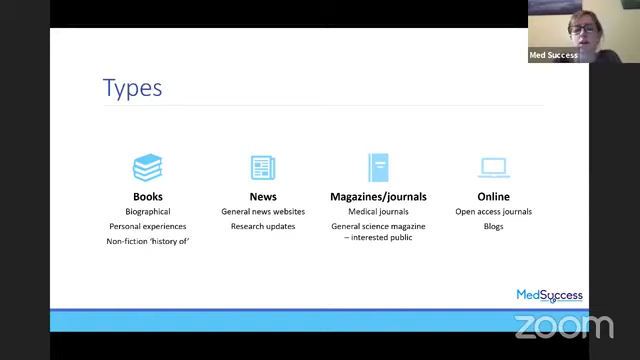 Types
Books
Biographical
Personal experiences
Non-fiction 'history of'
News
General news websites
Research updates
Magazines/journals
Medical journals
General science magazine
– interested public
Online
Open access journals
Blogs
MedSuccess
zoom
Med Success